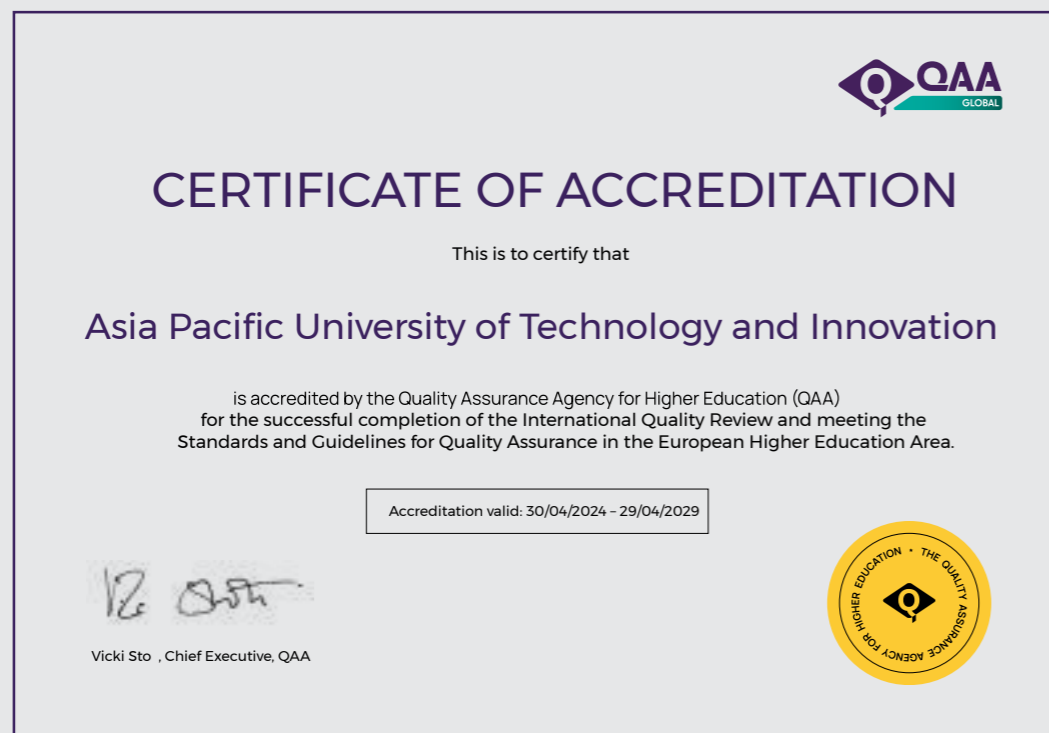 QAA
GLOBAL
CERTIFICATE OF ACCREDITATION
This is to certify that
Asia Pacific University of Technology and Innovation
is accredited by the Quality Assurance Agency for Higher Education (QAA)
for the successful completion of the International Quality Review and meeting the
Standards and Guidelines for Quality Assurance in the European Higher Education Area.
Accreditation valid: 30/04/2024 – 29/04/2029
Vicki Sto , Chief Executive, QAA
THE QUALITY ASSURANCE AGENCY FOR HIGHER EDUCATION •